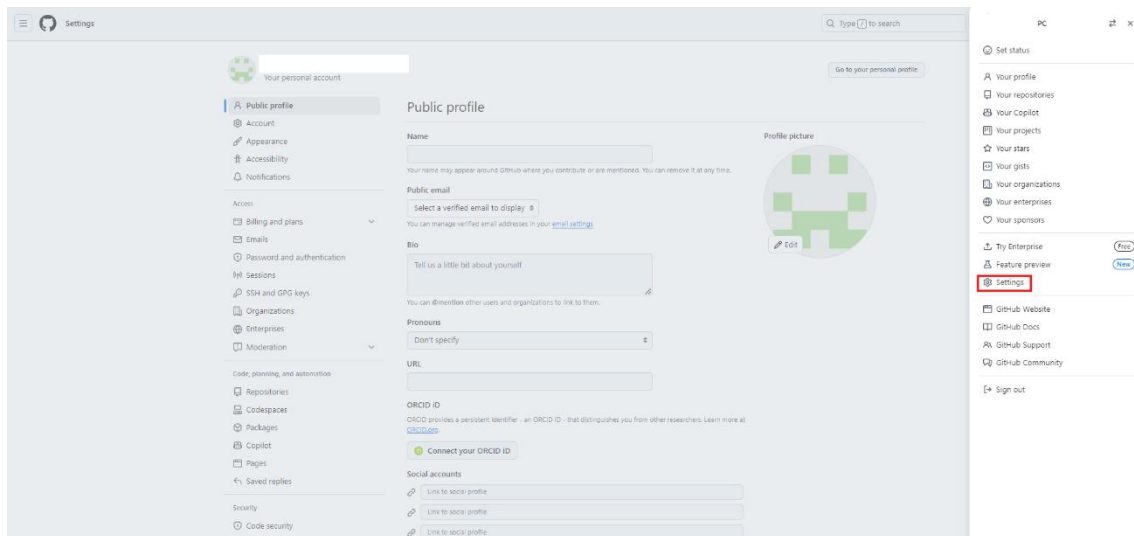 Settings
Type / to search
Your personal account
Go to your personal profile
Public profile
Account
Appearance
Accessibility
Notifications
Access
Billing and plans
Emails
Password and authentication
Sessions
SSH and GPG keys
Organizations
Enterprises
Moderation
Code, planning, and automation
Repositories
Codespaces
Packages
Copilot
Pages
Saved replies
Security
Code security
Public profile
Name
Your name may appear around GitHub where you contribute or are mentioned. You can remove it at any time.
Public email
Select a verified email to display
You can manage verified email addresses in your email settings
Bio
Tell us a little bit about yourself
You can @mention other users and organizations to link to them.
Pronouns
Don't specify
URL
ORCID iD
ORCID provides a persistent identifier - an ORCID iD - that distinguishes you from other researchers. Learn more at
ORCID.org.
Connect your ORCID iD
Social accounts
Link to social profile
Link to social profile
Link to social profile
Profile picture
Edit
PC
Set status
Your profile
Your repositories
Your Copilot
Your projects
Your stars
Your gists
Your organizations
Your enterprises
Your sponsors
Try Enterprise Free
Feature preview New
Settings
GitHub Website
GitHub Docs
GitHub Support
GitHub Community
Sign out